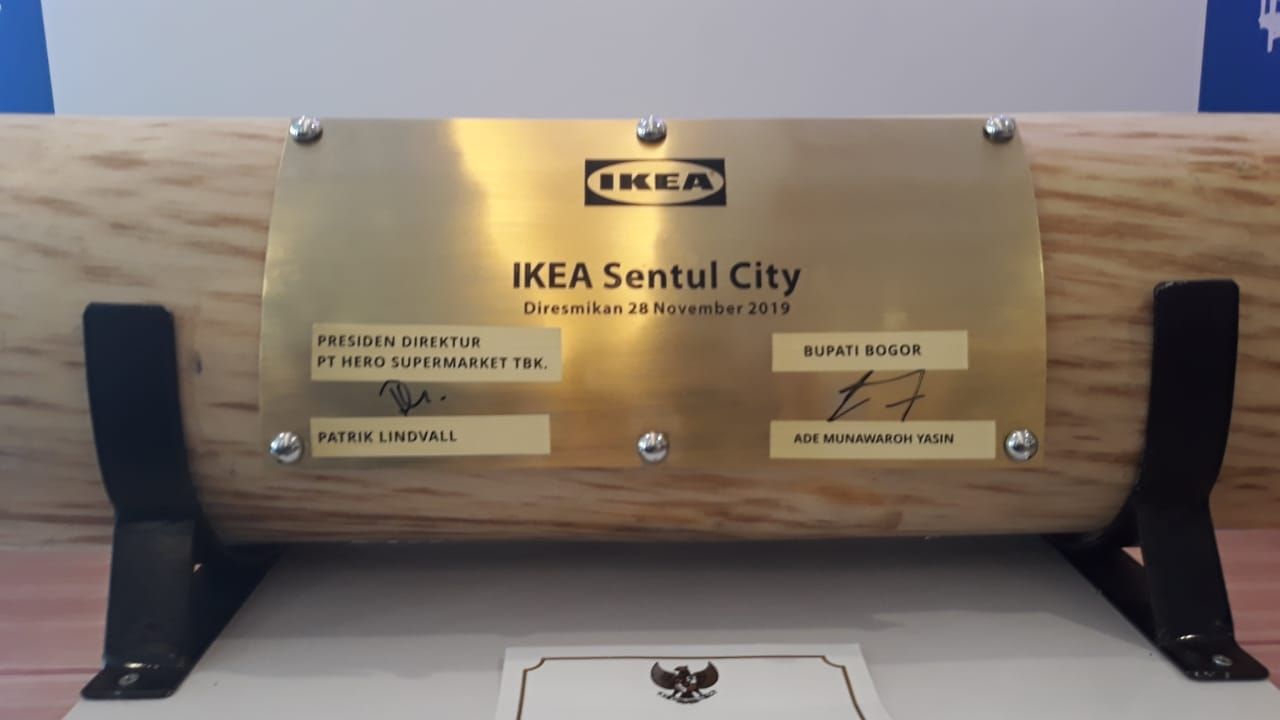 IKEA
IKEA Sentul City
Diresmikan 28 November 2019
PRESIDEN DIREKTUR
PT HERO SUPERMARKET TBK.
PATRIK LINDVALL
BUPATI BOGOR
ADE MUNAWAROH YASIN